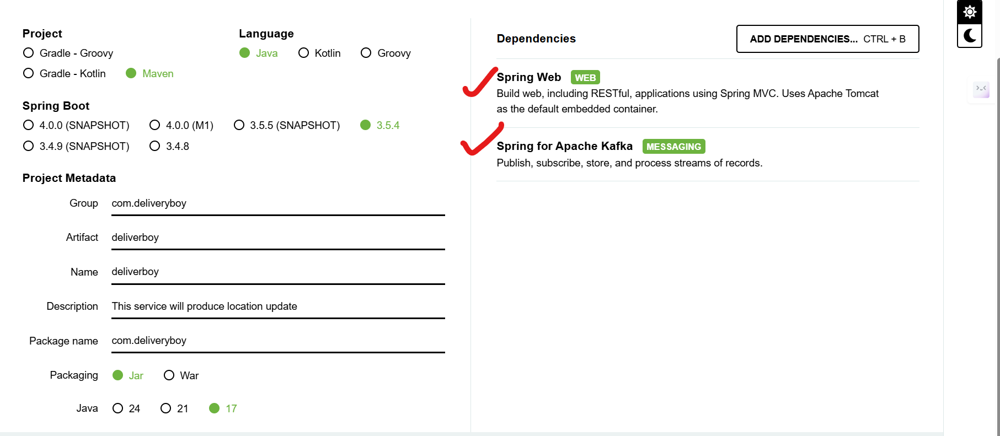 Project
Gradle - Groovy
Gradle - Kotlin Maven
Language
Java Kotlin Groovy
Spring Boot
4.0.0 (SNAPSHOT) 4.0.0 (M1) 3.5.5 (SNAPSHOT) 3.5.4
3.4.9 (SNAPSHOT) 3.4.8
Project Metadata
Group com.deliveryboy
Artifact deliverboy
Name deliverboy
Description This service will produce location update
Package name com.deliveryboy
Packaging Jar War
Java 24 21 17
Dependencies ADD DEPENDENCIES... CTRL + B
Spring Web WEB
Build web, including RESTful, applications using Spring MVC. Uses Apache Tomcat
as the default embedded container.
Spring for Apache Kafka MESSAGING
Publish, subscribe, store, and process streams of records.